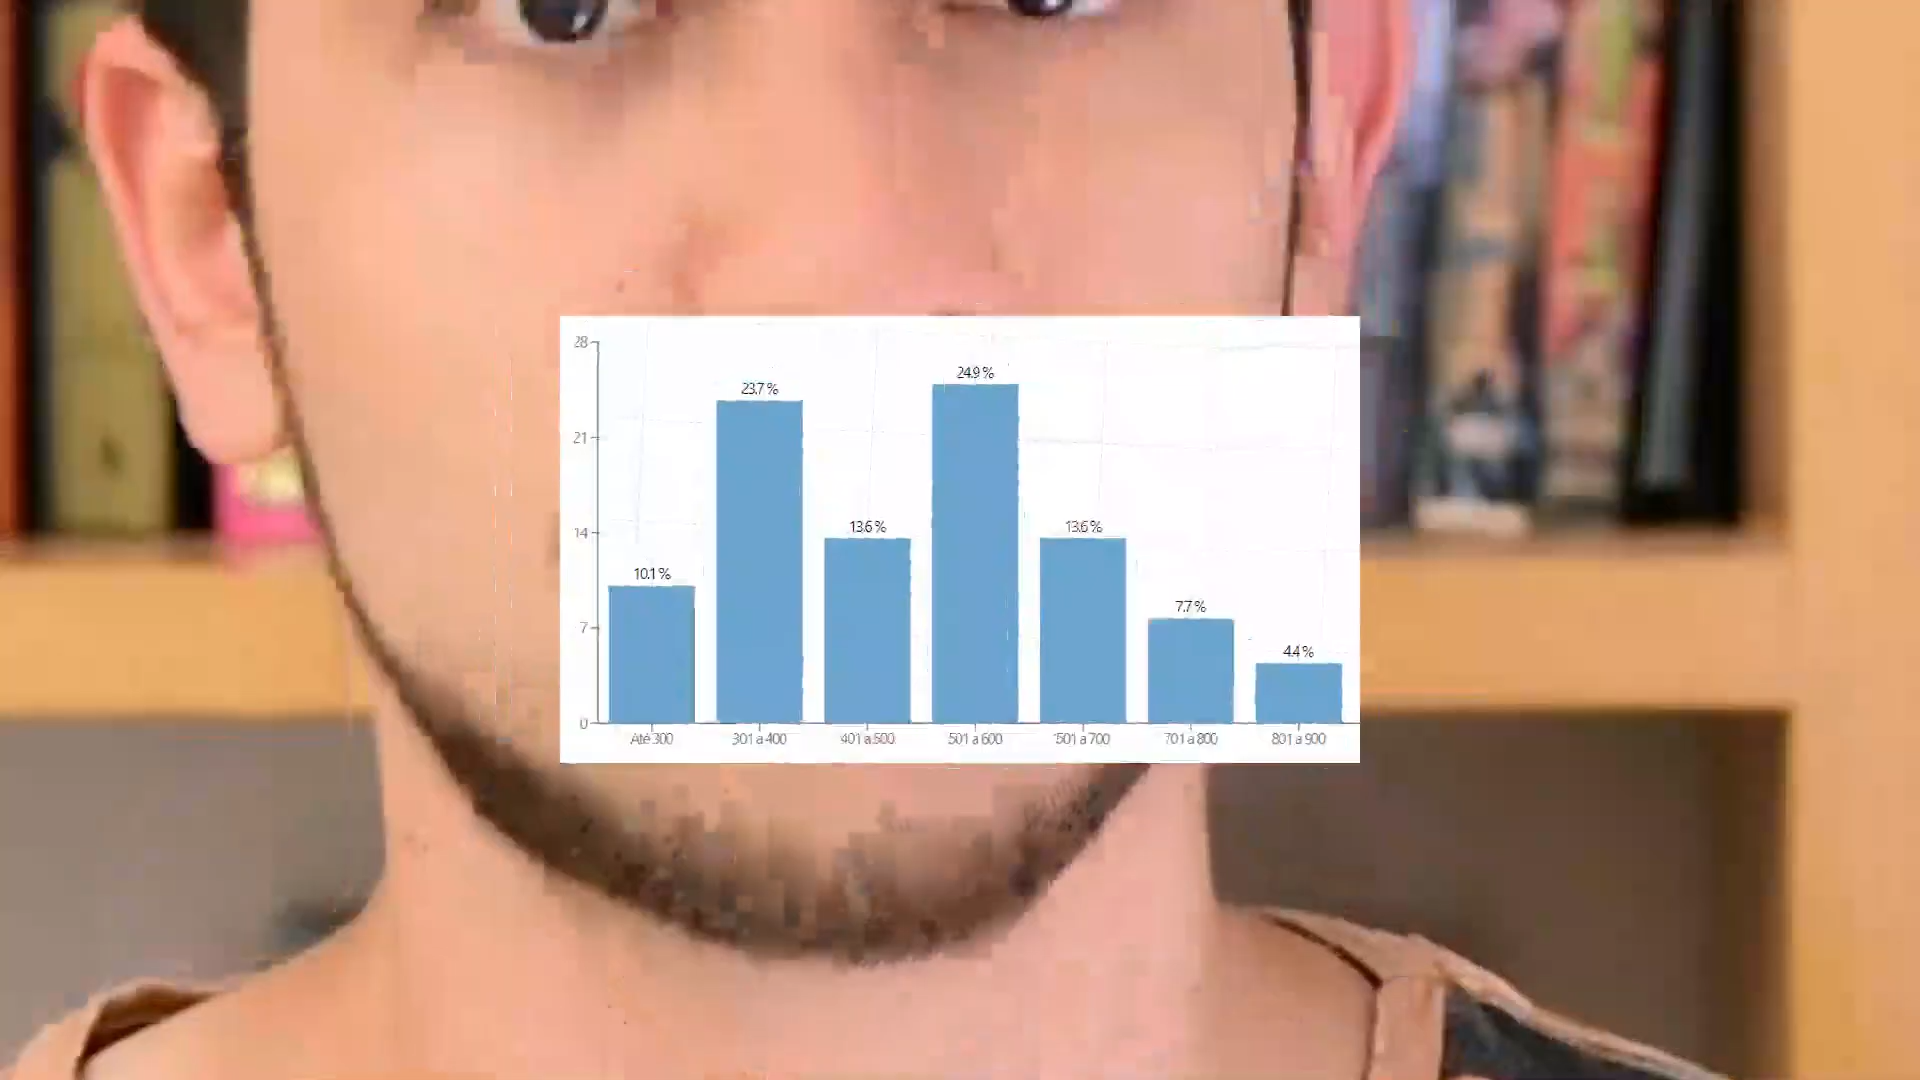 28
24.9 %
23.7 %
21
13.6 %
13.6 %
14
10.1 %
7.7 %
7
4.4 %
0
Até 300
301 a 400
401 a 500
501 a 600
501 a 700
701 a 800
801 a 900